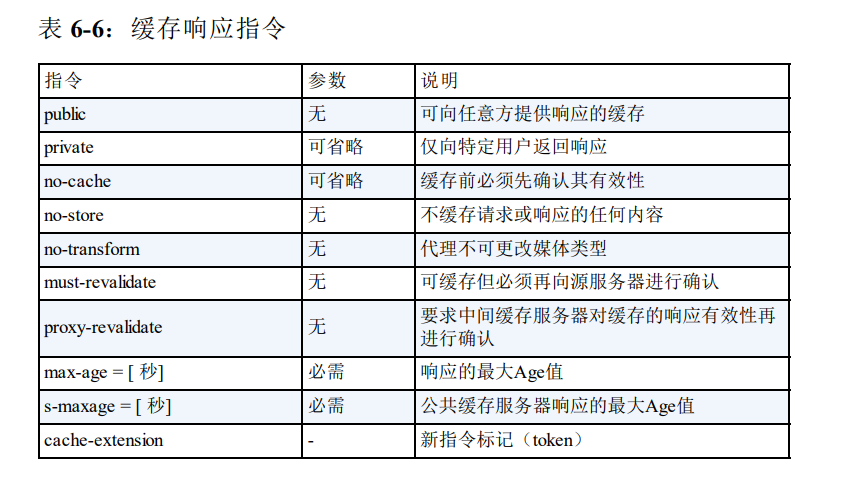 表 6-6：缓存响应指令
指令 参数 说明
public 无 可向任意方提供响应的缓存
private 可省略 仅向特定用户返回响应
no-cache 可省略 缓存前必须先确认其有效性
no-store 无 不缓存请求或响应的任何内容
no-transform 无 代理不可更改媒体类型
must-revalidate 无 可缓存但必须再向源服务器进行确认
proxy-revalidate 无 要求中间缓存服务器对缓存的响应有效性再
进行确认
max-age = [ 秒] 必需 响应的最大Age值
s-maxage = [ 秒] 必需 公共缓存服务器响应的最大Age值
cache-extension - 新指令标记（token）